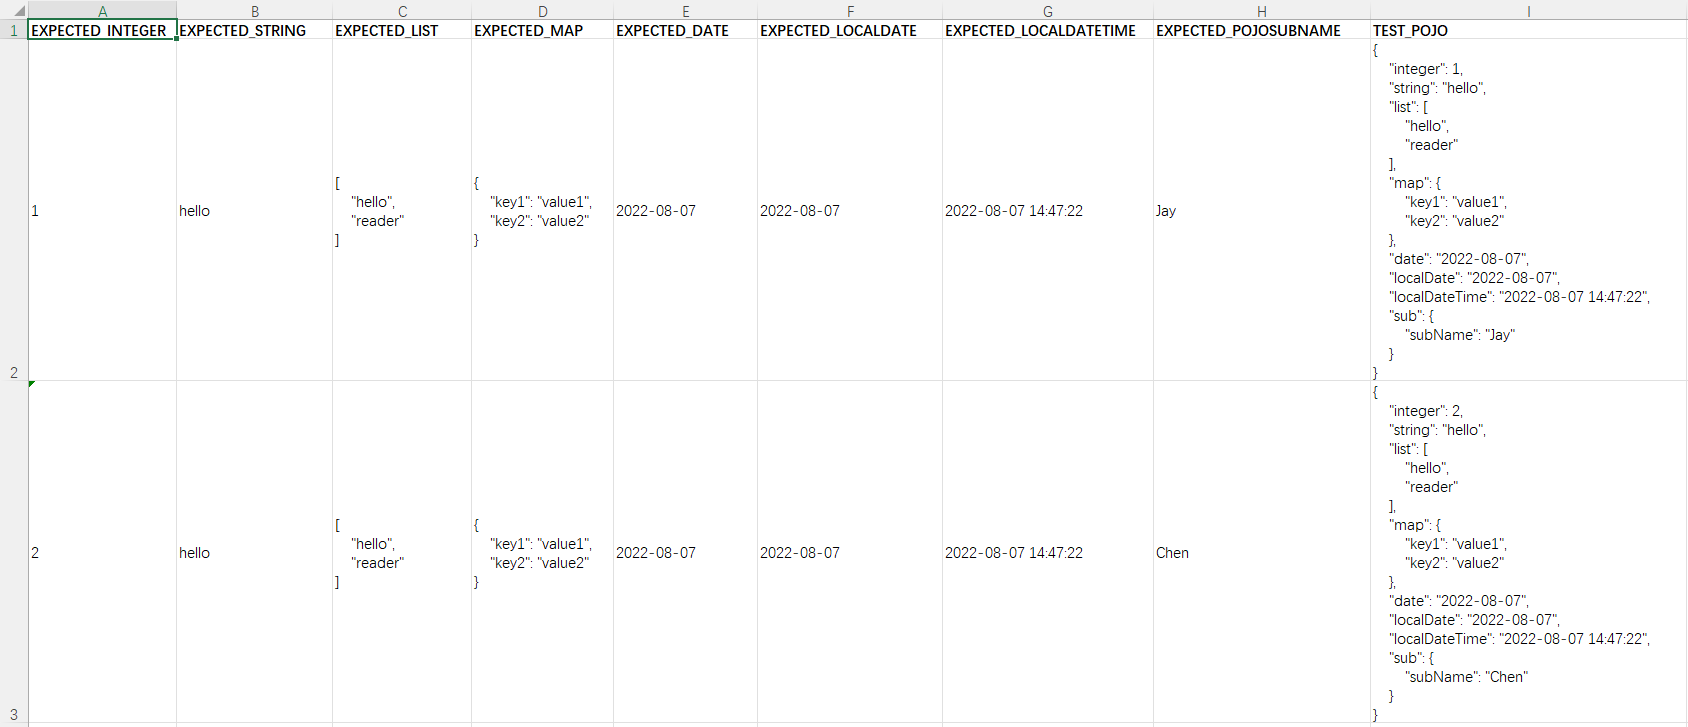 A B C D E F G H I
1 EXPECTED_INTEGER EXPECTED_STRING EXPECTED_LIST EXPECTED_MAP EXPECTED_DATE EXPECTED_LOCALDATE EXPECTED_LOCALDATETIME EXPECTED_POJOSUBNAME TEST_POJO
{
"integer": 1,
"string": "hello",
"list": [
"hello",
"reader"
],
[ { "map": {
"hello", "key1": "value1", "key1": "value1",
1 hello 2022-08-07 2022-08-07 2022-08-07 14:47:22 Jay
"reader" "key2": "value2" "key2": "value2"
] } },
"date": "2022-08-07",
"localDate": "2022-08-07",
"localDateTime": "2022-08-07 14:47:22",
"sub": {
"subName": "Jay"
}
2 }
{
"integer": 2,
"string": "hello",
"list": [
"hello",
"reader"
],
[ { "map": {
"hello", "key1": "value1", "key1": "value1",
2 hello 2022-08-07 2022-08-07 2022-08-07 14:47:22 Chen
"reader" "key2": "value2" "key2": "value2"
] } },
"date": "2022-08-07",
"localDate": "2022-08-07",
"localDateTime": "2022-08-07 14:47:22",
"sub": {
"subName": "Chen"
}
3 }